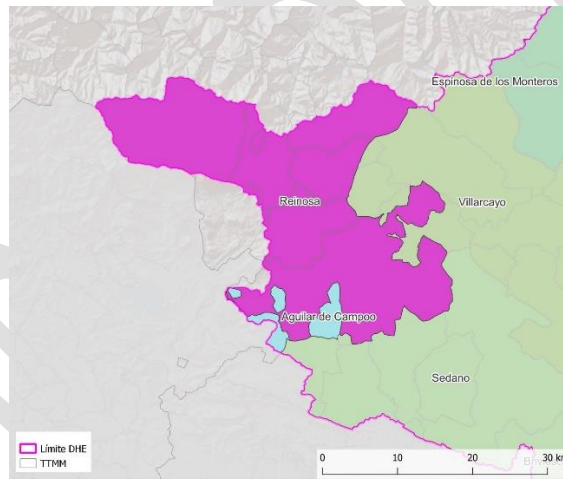 Espinosa de los Monteros
Reinosa
Villarcayo
Aguilar de Campoo
Sedano
Límite DHE
TTMM
0 10 20 30 km